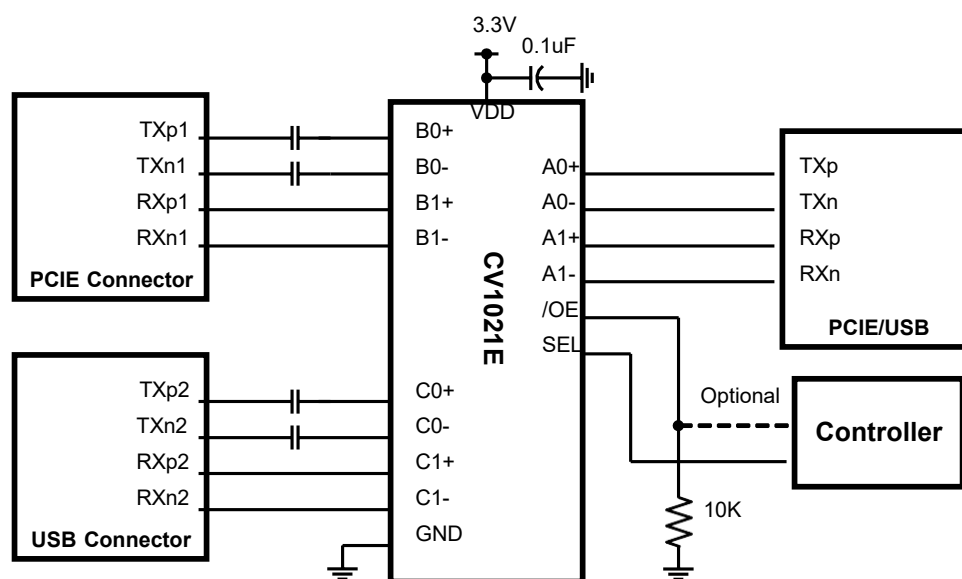 3.3V
0.1uF
VDD
TXp1
TXn1
RXp1
RXn1
PCIE Connector
B0+
B0-
B1+
B1-
A0+
A0-
A1+
A1-
/OE
SEL
CV1021E
TXp
TXn
RXp
RXn
PCIE/USB
TXp2
TXn2
RXp2
RXn2
USB Connector
C0+
C0-
C1+
C1-
GND
Optional
Controller
10K